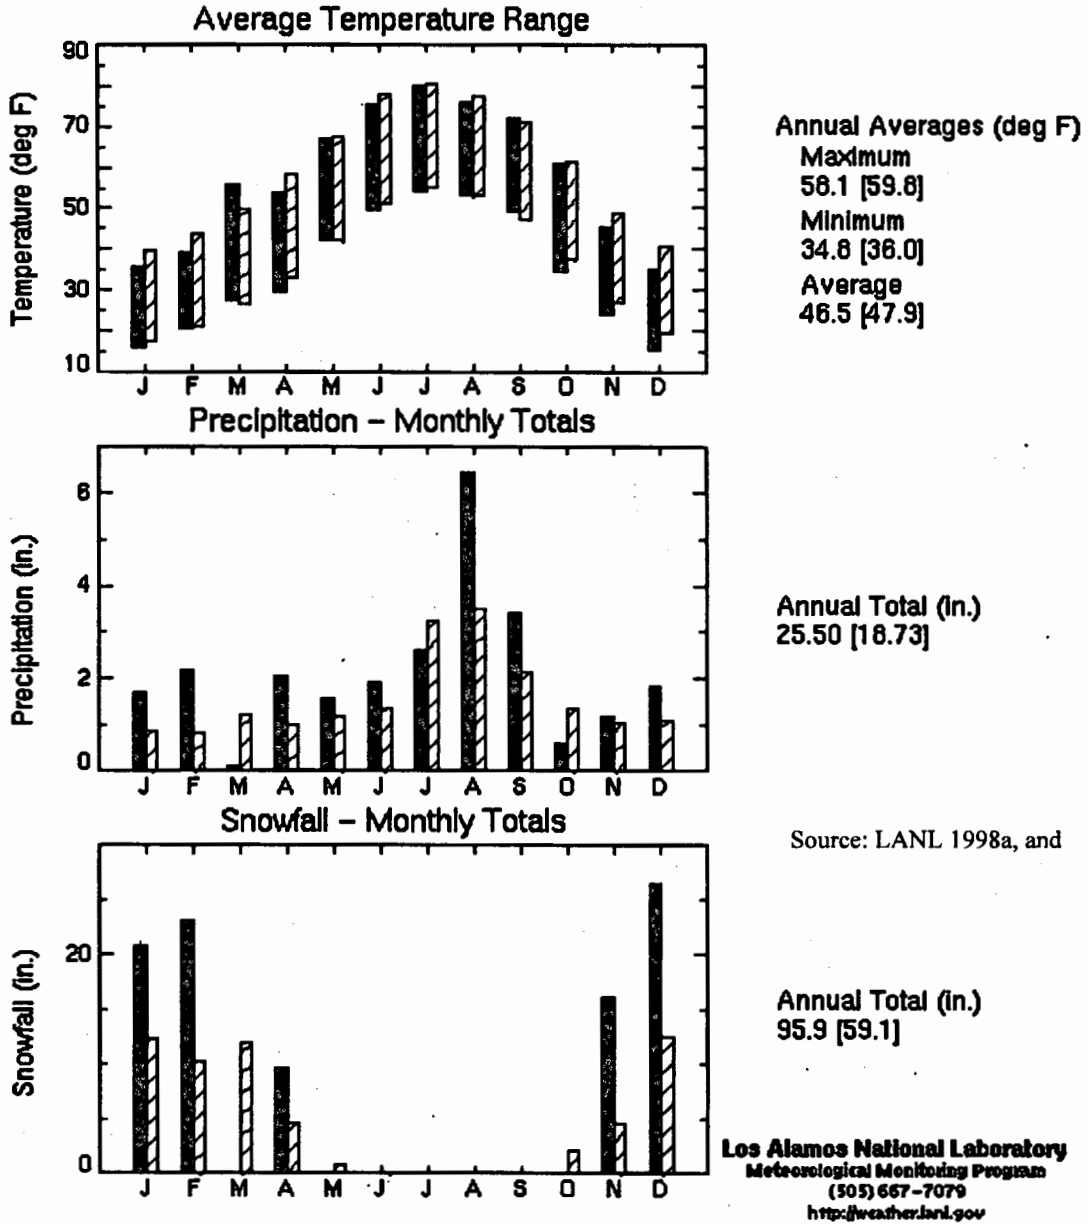 Average Temperature Range
Temperature (deg F)
90
70
50
30
10
J F M A M J J A S O N D
Annual Averages (deg F)
Maximum
58.1 [59.8]
Minimum
34.8 [36.0]
Average
46.5 [47.9]
Precipitation – Monthly Totals
Precipitation (in.)
6
4
2
0
J F M A M J J A S O N D
Annual Total (in.)
25.50 [18.73]
Snowfall – Monthly Totals
Snowfall (in.)
20
0
J F M A M J J A S O N D
Source: LANL 1998a, and
Annual Total (in.)
95.9 [59.1]
Los Alamos National Laboratory
Meteorological Monitoring Program
(505) 667-7079
http://weather.lanl.gov